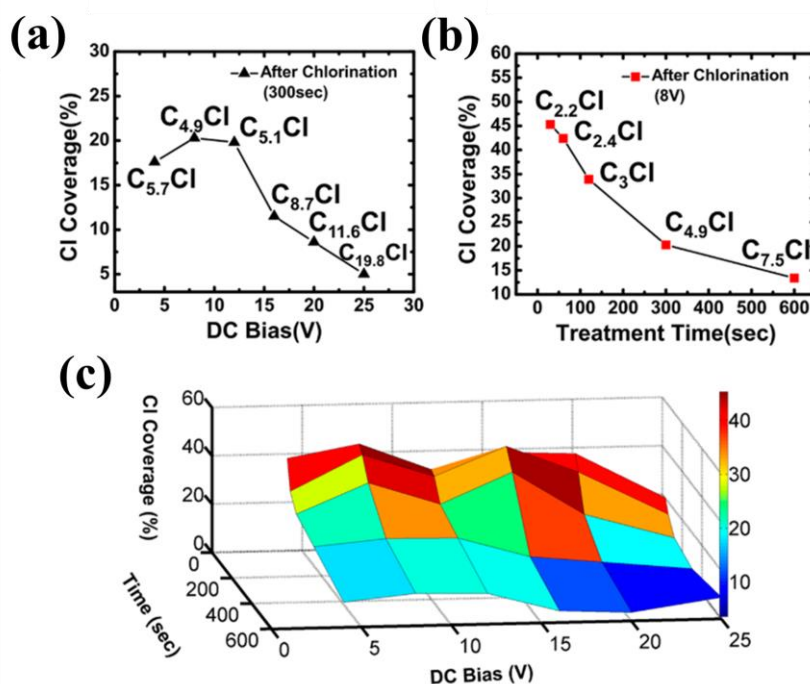 (a)
30
25
20
15
10
5
Cl Coverage(%)
After Chlorination
(300sec)
C5.7Cl
C4.9Cl
C5.1Cl
C8.7Cl
C11.6Cl
C19.8Cl
0 5 10 15 20 25 30
DC Bias(V)
(b)
60
55
50
45
40
35
30
25
20
15
10
Cl Coverage(%)
After Chlorination
(8V)
C2.2Cl
C2.4Cl
C3Cl
C4.9Cl
C7.5Cl
0 100 200 300 400 500 600
Treatment Time(sec)
(c)
60
40
20
0
Cl Coverage (%)
0
200
400
600
Time (sec)
0 5 10 15 20 25
DC Bias (V)
40
30
20
10